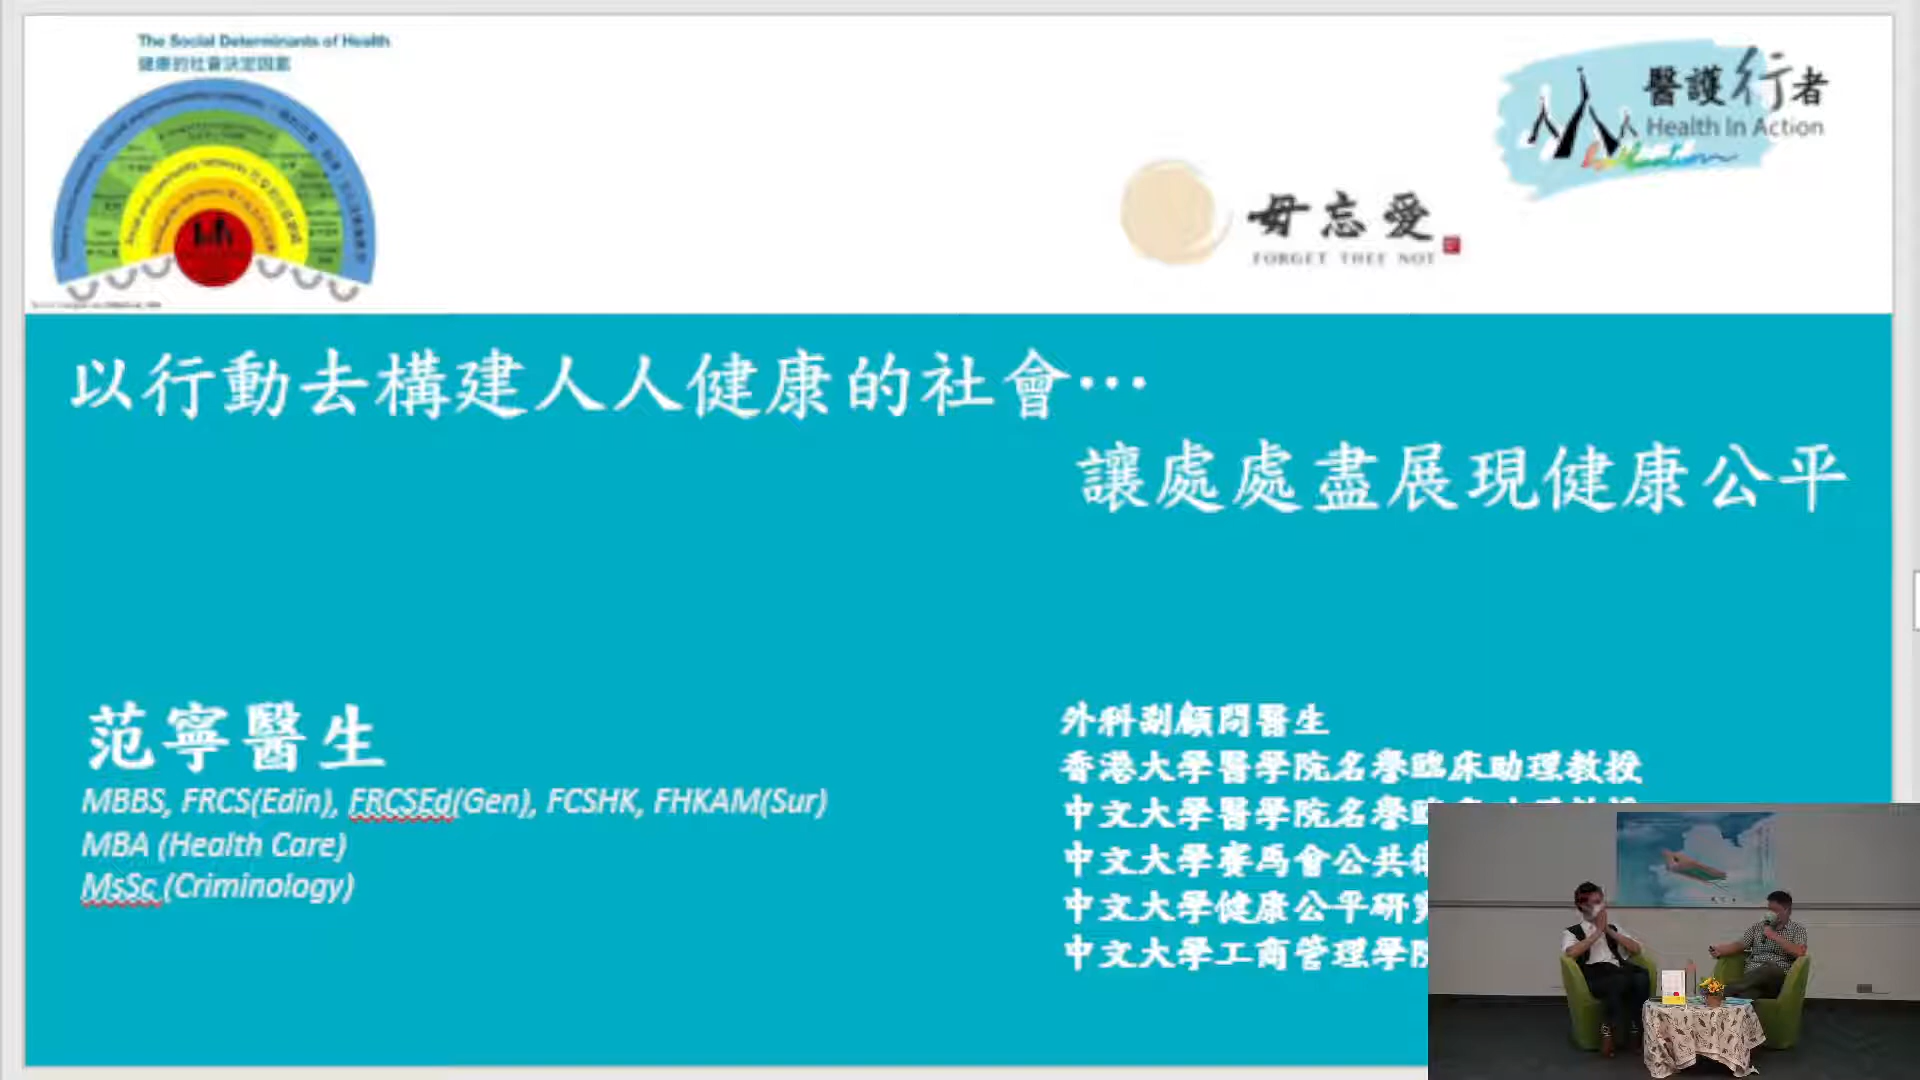 The Social Determinants of Health
健康的社會決定因素
醫護行者
Health In Action
毋忘愛
FORGET THEE NOT
以行動去構建人人健康的社會…
讓處處盡展現健康公平
范寧醫生
MBBS, FRCS(Edin), FRCSEd(Gen), FCSHK, FHKAM(Sur)
MBA (Health Care)
MsSc (Criminology)
外科副顧問醫生
香港大學醫學院名譽臨床助理教授
中文大學醫學院名譽
中文大學賽馬會公共
中文大學健康公平研
中文大學工商管理學